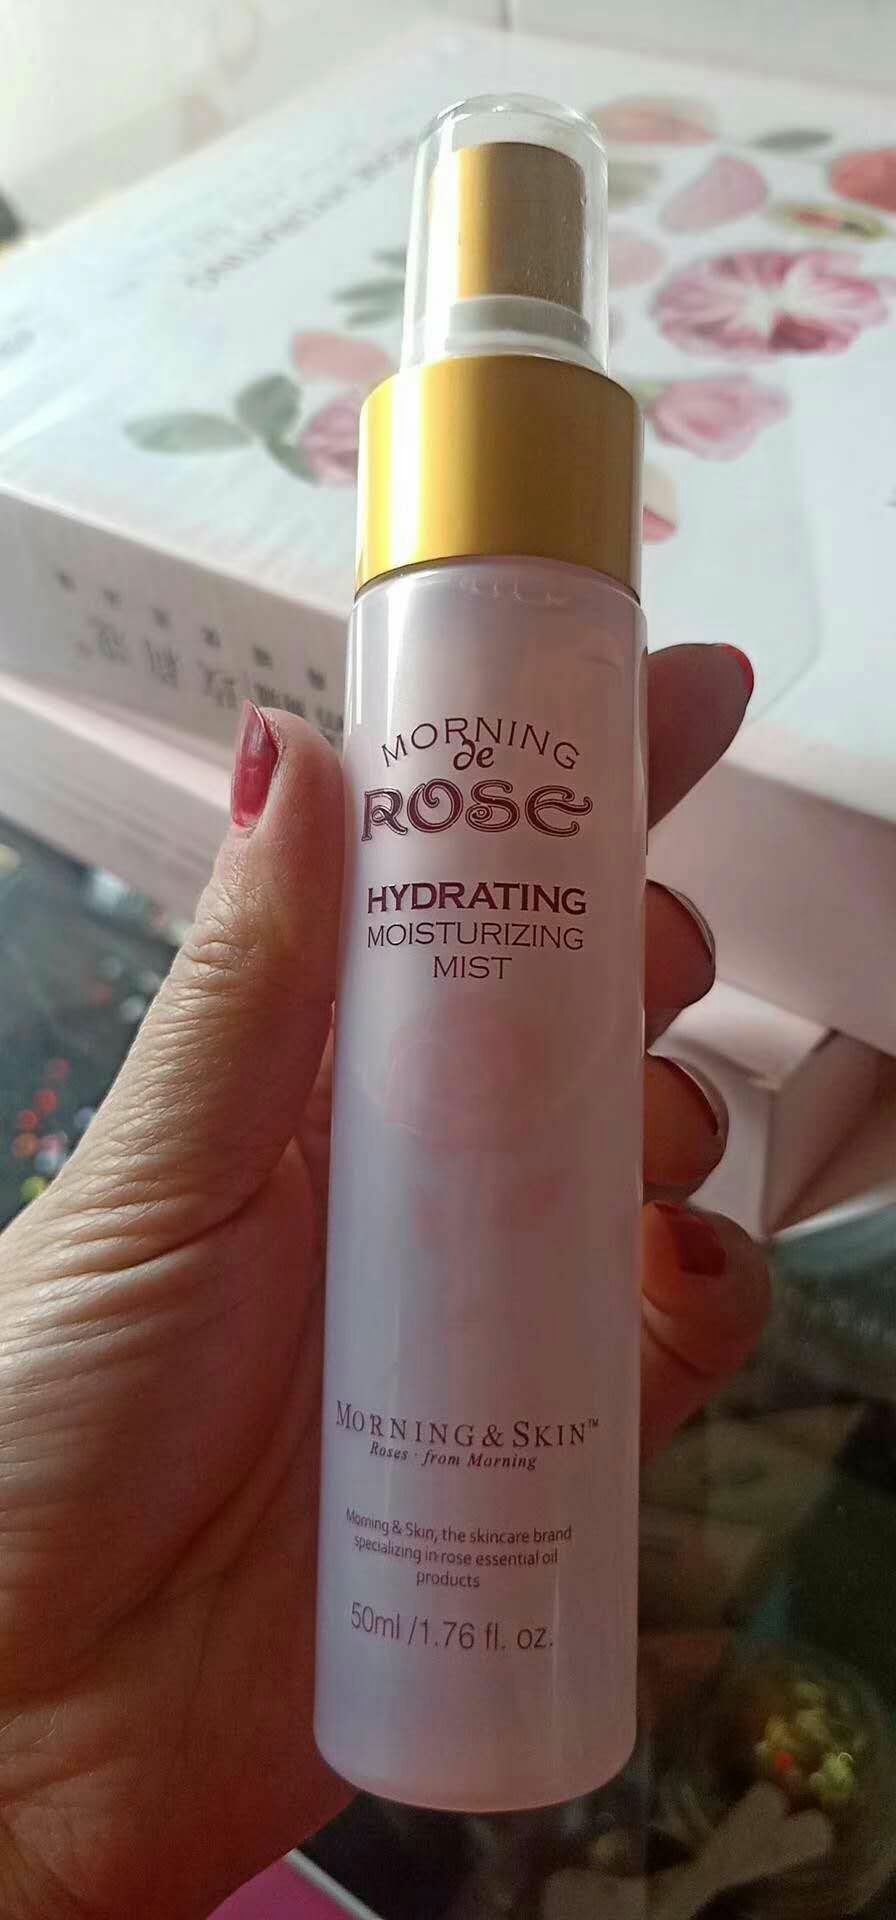 MORNING
de
ROSE
HYDRATING
MOISTURIZING
MIST
MORNING & SKIN™
Roses · from Morning
Morning & Skin, the skincare brand
specializing in rose essential oil
products
50ml /1.76 fl. oz.